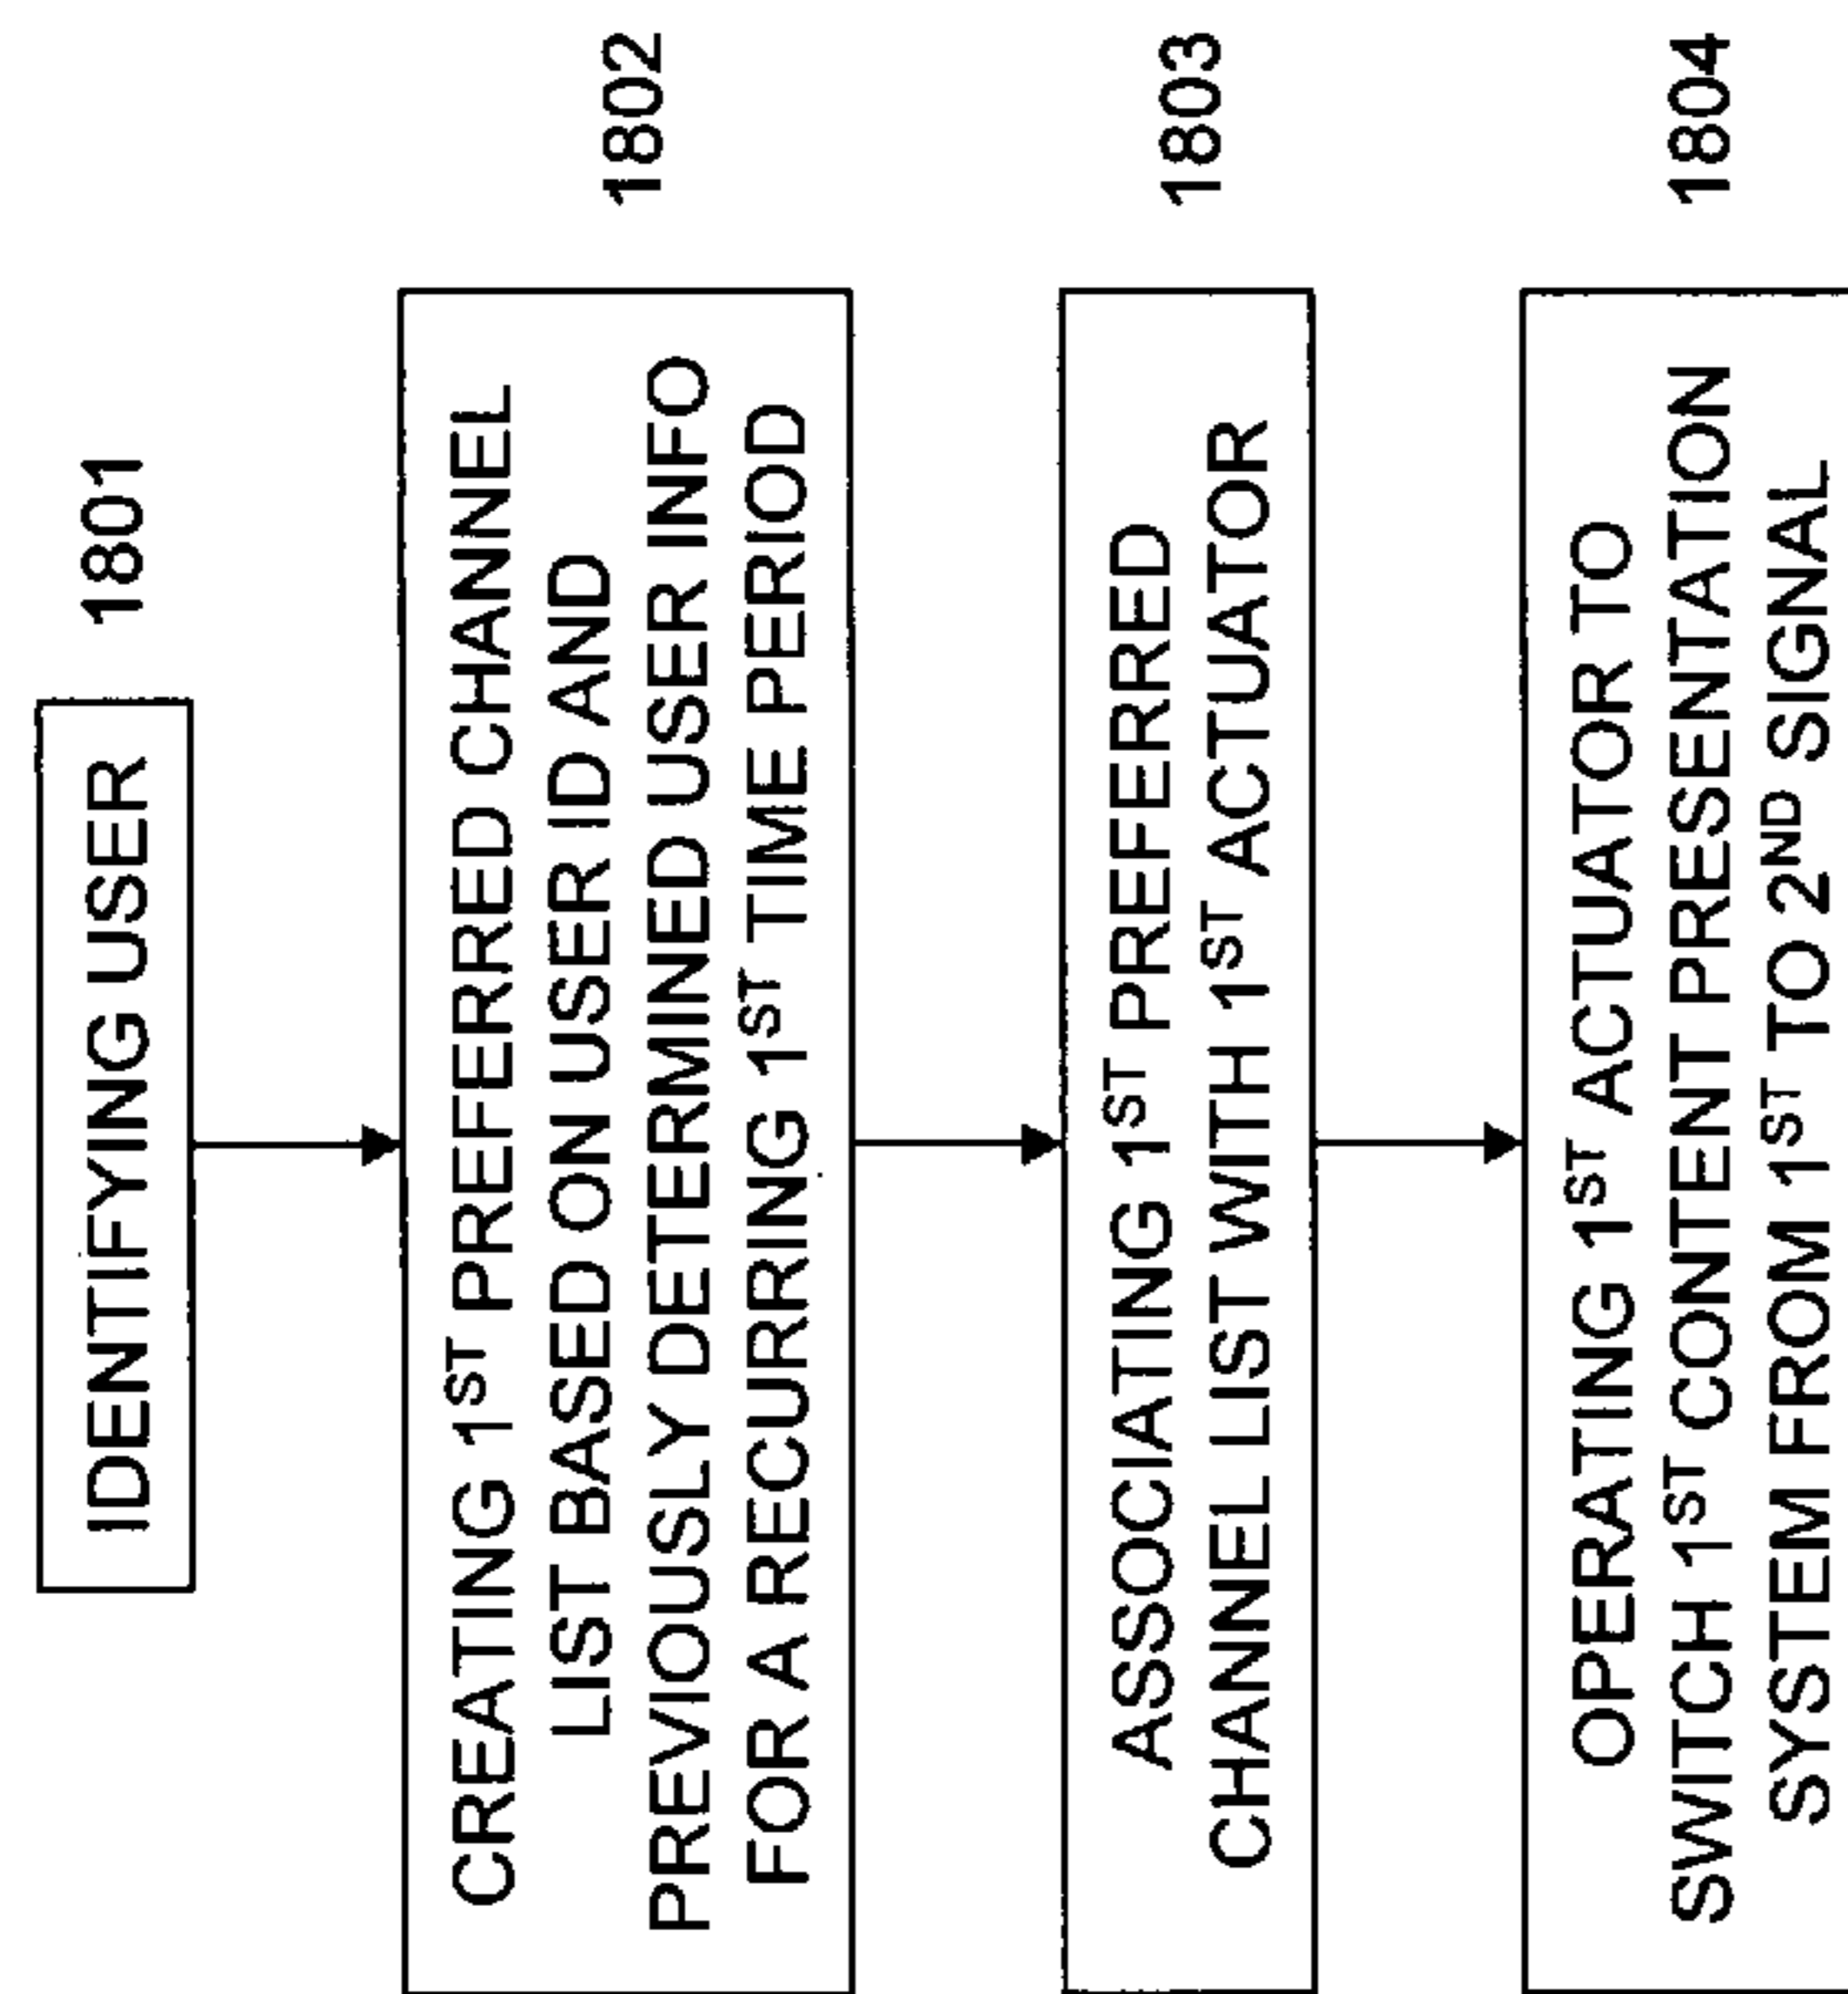 1801
IDENTIFYING USER
1802
CREATING 1ST PREFERRED CHANNEL
LIST BASED ON USER ID AND
PREVIOUSLY DETERMINED USER INFO
FOR A RECURRING 1ST TIME PERIOD
1803
ASSOCIATING 1ST PREFERRED
CHANNEL LIST WITH 1ST ACTUATOR
1804
OPERATING 1ST ACTUATOR TO
SWITCH 1ST CONTENT PRESENTATION
SYSTEM FROM 1ST TO 2ND SIGNAL